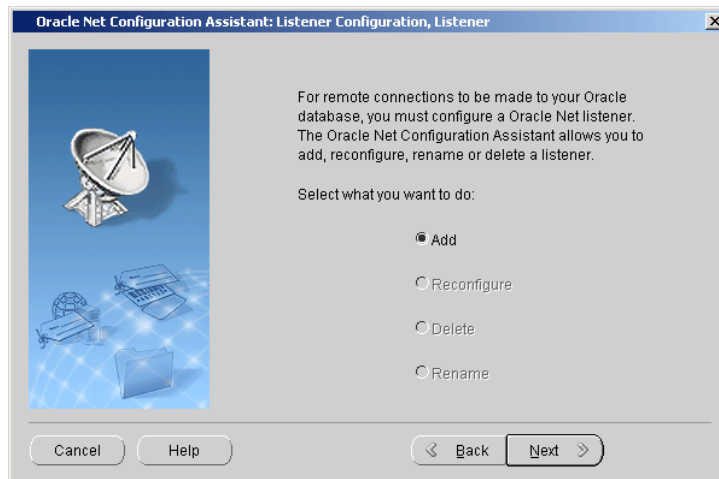 Oracle Net Configuration Assistant: Listener Configuration, Listener
For remote connections to be made to your Oracle
database, you must configure a Oracle Net listener.
The Oracle Net Configuration Assistant allows you to
add, reconfigure, rename or delete a listener.
Select what you want to do:
Add
Reconfigure
Delete
Rename
Cancel Help Back Next